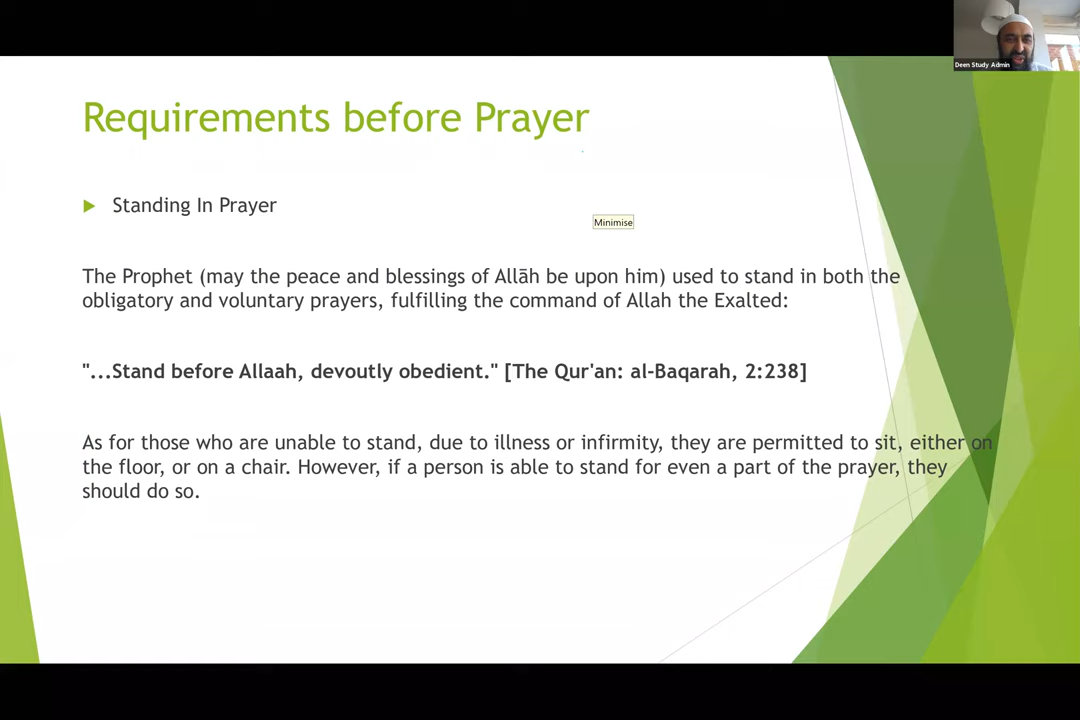 Deen Study Admin
Requirements before Prayer
Standing In Prayer
Minimise
The Prophet (may the peace and blessings of Allāh be upon him) used to stand in both the
obligatory and voluntary prayers, fulfilling the command of Allah the Exalted:
"...Stand before Allaah, devoutly obedient." [The Qur'an: al-Baqarah, 2:238]
As for those who are unable to stand, due to illness or infirmity, they are permitted to sit, either on
the floor, or on a chair. However, if a person is able to stand for even a part of the prayer, they
should do so.